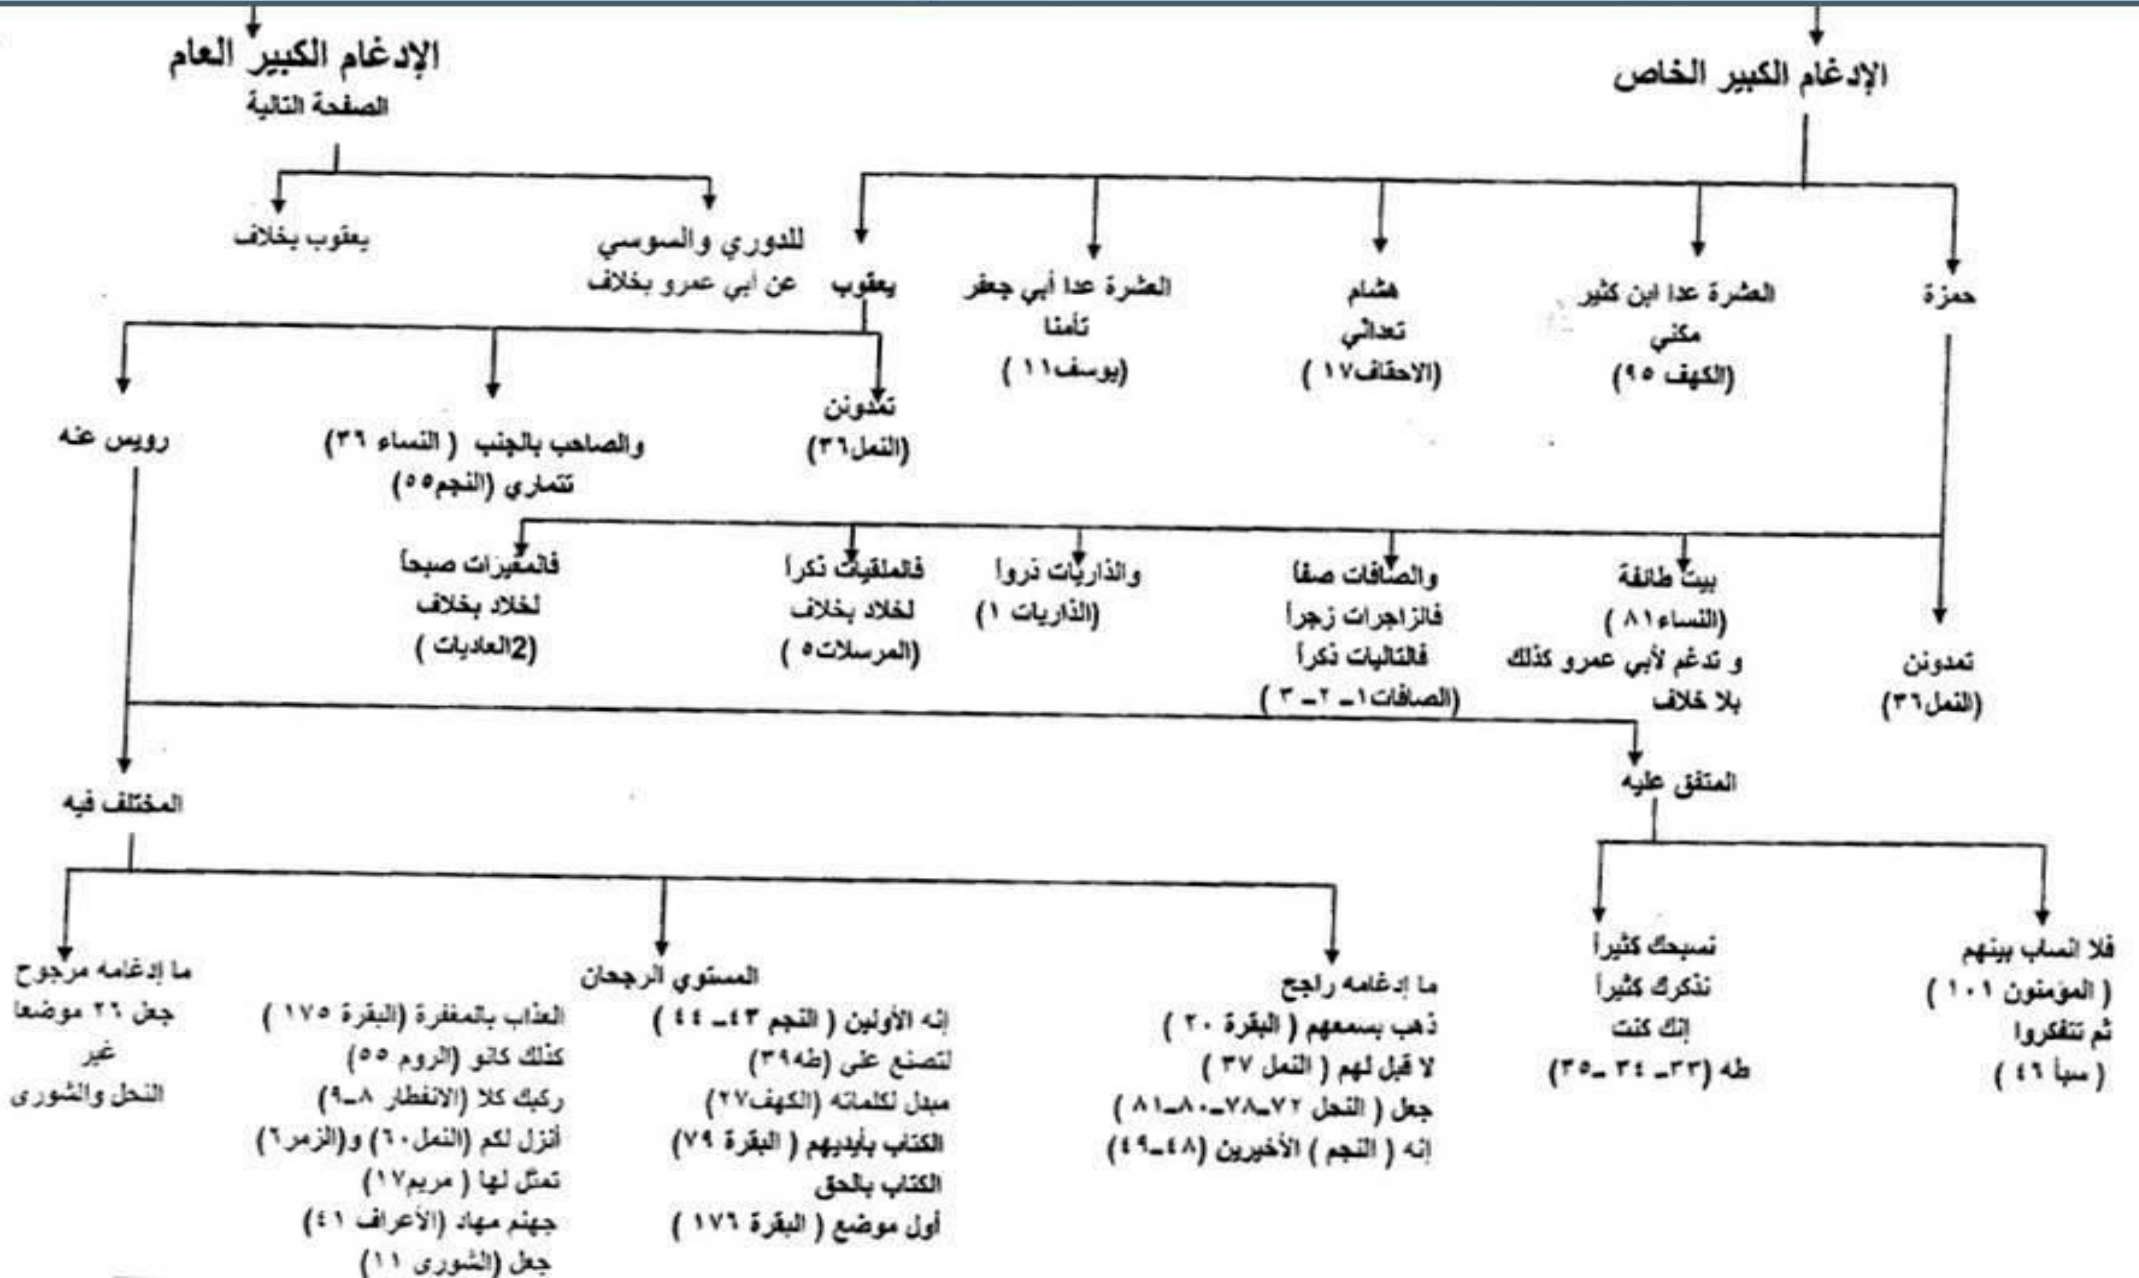 الإدغام الكبير الخاص
الإدغام الكبير العام
الصفحة التالية
حمزة
العشرة عدا ابن كثير
مكني
(الكهف ٩٥)
هشام
تعداني
(الاحقاف١٧ )
العشرة عدا أبي جعفر
تأمنا
(يوسف١١ )
يعقوب
للدوري والسوسي
عن ابي عمرو بخلاف
يعقوب بخلاف
تمدونن
(النمل٣٦)
والصاحب بالجنب ( النساء ٣٦)
تتماري (النجم٥٥)
رويس عنه
تمدونن
(النمل٣٦)
بيت طائفة
(النساء٨١ )
و تدغم لأبي عمرو كذلك
بلا خلاف
والصافات صفا
فالزاجرات زجرا
فالتاليات ذكرا
(الصافات١ـ ٢ـ ٣ )
والذاريات ذروا
(الذاريات ١)
فالملقيات ذكرا
لخلاد بخلاف
(المرسلات٥ )
فالمغيرات صبحا
لخلاد بخلاف
(2العاديات )
المتفق عليه
المختلف فيه
فلا انساب بينهم
( المؤمنون ١٠١ )
ثم تتفكروا
( سبأ ٤٦ )
نسبحك كثيراً
نذكرك كثيراً
إنك كنت
طه (٣٣ـ ٣٤ ـ٣٥)
ما إدغامه راجح
ذهب بسمعهم ( البقرة ٢٠ )
لا قبل لهم ( النمل ٣٧ )
جعل ( النحل ٧٢ـ٧٨ـ٨٠ـ٨١ )
إنه ( النجم ) الأخيرين (٤٨ـ٤٩)
المستوي الرجحان
إنه الأولين ( النجم ٤٣ـ ٤٤ )
لتصنع على (طه٣٩)
مبدل لكلماته (الكهف٢٧)
الكتاب بأيديهم ( البقرة ٧٩)
الكتاب بالحق
أول موضع ( البقرة ١٧٦ )
العذاب بالمغفرة (البقرة ١٧٥ )
كذلك كانو (الروم ٥٥)
ركبك كلا (الانفطار ٨ـ٩)
أنزل لكم (النمل٦٠) و(الزمر٦)
تمثل لها ( مريم١٧)
جهنم مهاد (الأعراف ٤١)
جعل (الشورى ١١)
ما إدغامه مرجوح
جعل ٢٦ موضعا
غير
النحل والشورى